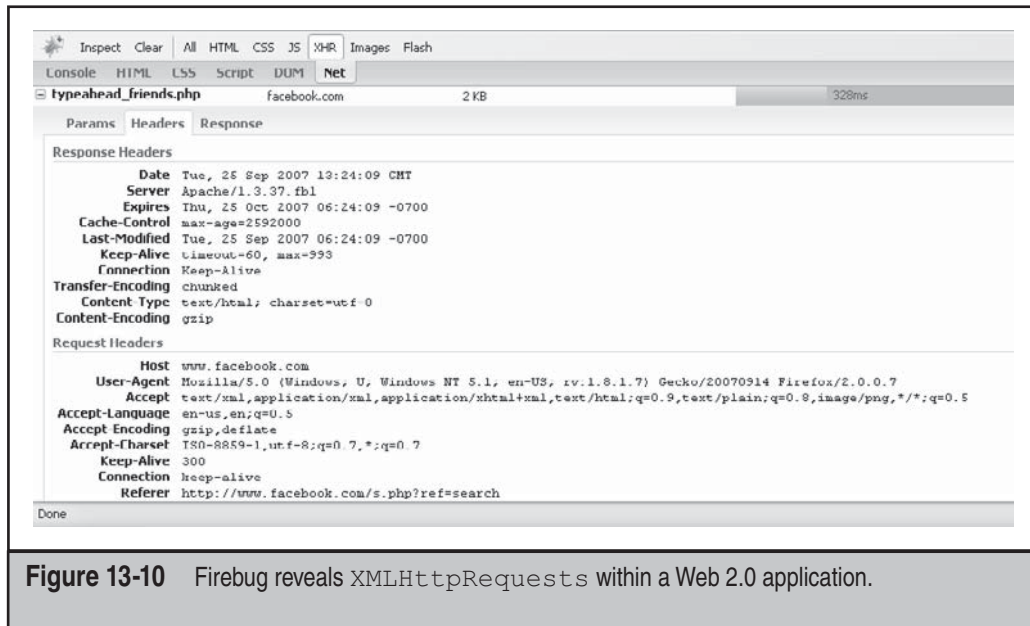 Inspect Clear All HTML CSS JS XHR Images Flash
Console HTML CSS Script DOM Net
typeahead_friends.php facebook.com 2 KB 328ms
Params Headers Response
Response Headers
Date Tue, 25 Sep 2007 13:24:09 GMT
Server Apache/1.3.37.fb1
Expires Thu, 25 Oct 2007 06:24:09 -0700
Cache-Control max-age=2592000
Last-Modified Tue, 25 Sep 2007 06:24:09 -0700
Keep-Alive timeout=60, max=993
Connection Keep-Alive
Transfer-Encoding chunked
Content-Type text/html; charset=utf-8
Content-Encoding gzip
Request Headers
Host www.facebook.com
User-Agent Mozilla/5.0 (Windows; U; Windows NT 5.1; en-US; rv:1.8.1.7) Gecko/20070914 Firefox/2.0.0.7
Accept text/xml,application/xml,application/xhtml+xml,text/html;q=0.9,text/plain;q=0.8,image/png,*/*;q=0.5
Accept-Language en-us,en;q=0.5
Accept-Encoding gzip,deflate
Accept-Charset ISO-8859-1,utf-8;q=0.7,*;q=0.7
Keep-Alive 300
Connection keep-alive
Referer http://www.facebook.com/s.php?ref=search
Done
Figure 13-10 Firebug reveals XMLHttpRequests within a Web 2.0 application.